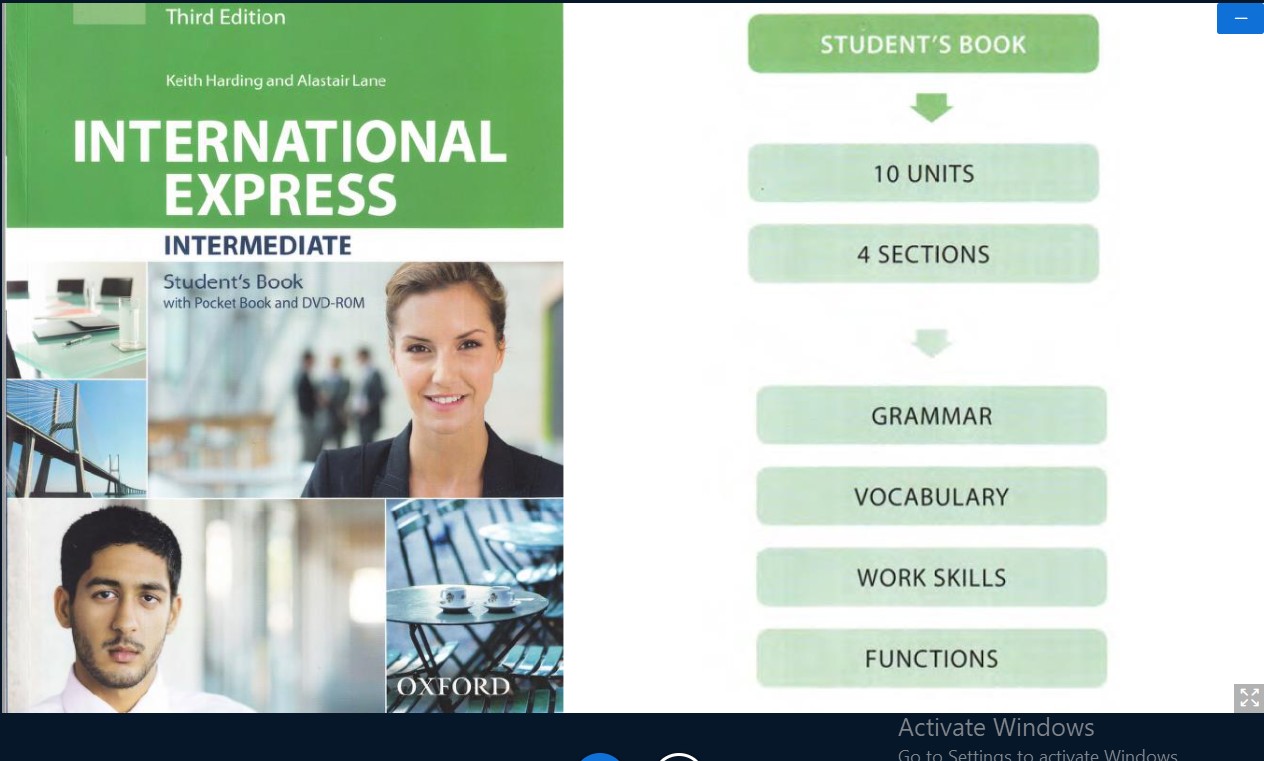 Third Edition
Keith Harding and Alastair Lane
INTERNATIONAL
EXPRESS
INTERMEDIATE
Student's Book
with Pocket Book and DVD-ROM
OXFORD
STUDENT'S BOOK
10 UNITS
4 SECTIONS
GRAMMAR
VOCABULARY
WORK SKILLS
FUNCTIONS
Activate Windows
Go to Settings to activate Windows